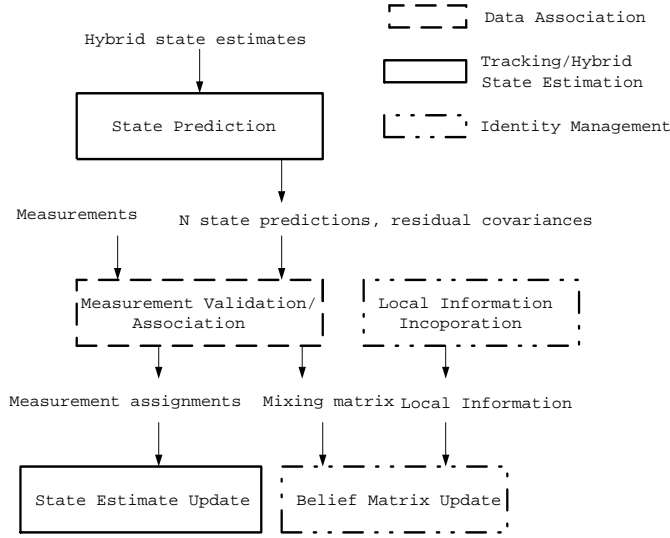 Hybrid state estimates
Data Association
Tracking/Hybrid
State Estimation
State Prediction
Identity Management
Measurements
N state predictions, residual covariances
Measurement Validation/
Association
Local Information
Incoporation
Measurement assignments
Mixing matrix
Local Information
State Estimate Update
Belief Matrix Update